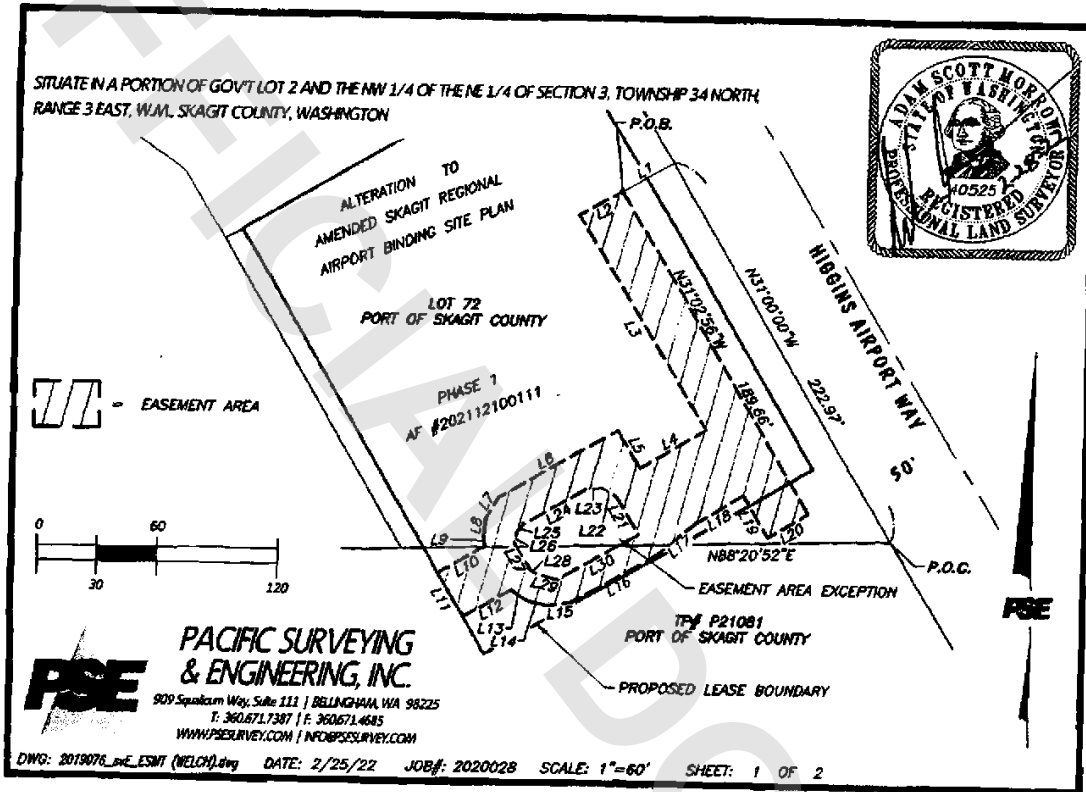 SITUATE IN A PORTION OF GOV'T LOT 2 AND THE NW 1/4 OF THE NE 1/4 OF SECTION 3, TOWNSHIP 34 NORTH,
RANGE 3 EAST, W.M., SKAGIT COUNTY, WASHINGTON
ADAM SCOTT MORROW
STATE OF WASHINGTON
40525
REGISTERED
PROFESSIONAL LAND SURVEYOR
P.O.B.
L1
L2
ALTERATION TO
AMENDED SKAGIT REGIONAL
AIRPORT BINDING SITE PLAN
LOT 72
PORT OF SKAGIT COUNTY
PHASE 1
AF #202112100111
N31°02'56"W
189.66'
N31°00'00"W
222.97'
HIGGINS AIRPORT WAY
50'
L3
= EASEMENT AREA
L4
L5
L6
L7
L8
L9
L10
L11
L12
L13
L14
L15
L16
L17
L18
L19
L20
L21
L22
L23
L24
L25
L26
L27
L28
L29
L30
N88°20'52"E
P.O.C.
0 60
30 120
EASEMENT AREA EXCEPTION
TP# P21081
PORT OF SKAGIT COUNTY
PROPOSED LEASE BOUNDARY
PSE
PSE
PACIFIC SURVEYING
& ENGINEERING, INC.
909 Squalicum Way, Suite 111 | BELLINGHAM, WA 98225
T: 360.671.7387 | F: 360.671.4685
WWW.PSESURVEY.COM | INFO@PSESURVEY.COM
DWG: 2019076_ (WELCH).dwg DATE: 2/25/22 JOB#: 2020028 SCALE: 1"=60' SHEET: 1 OF 2